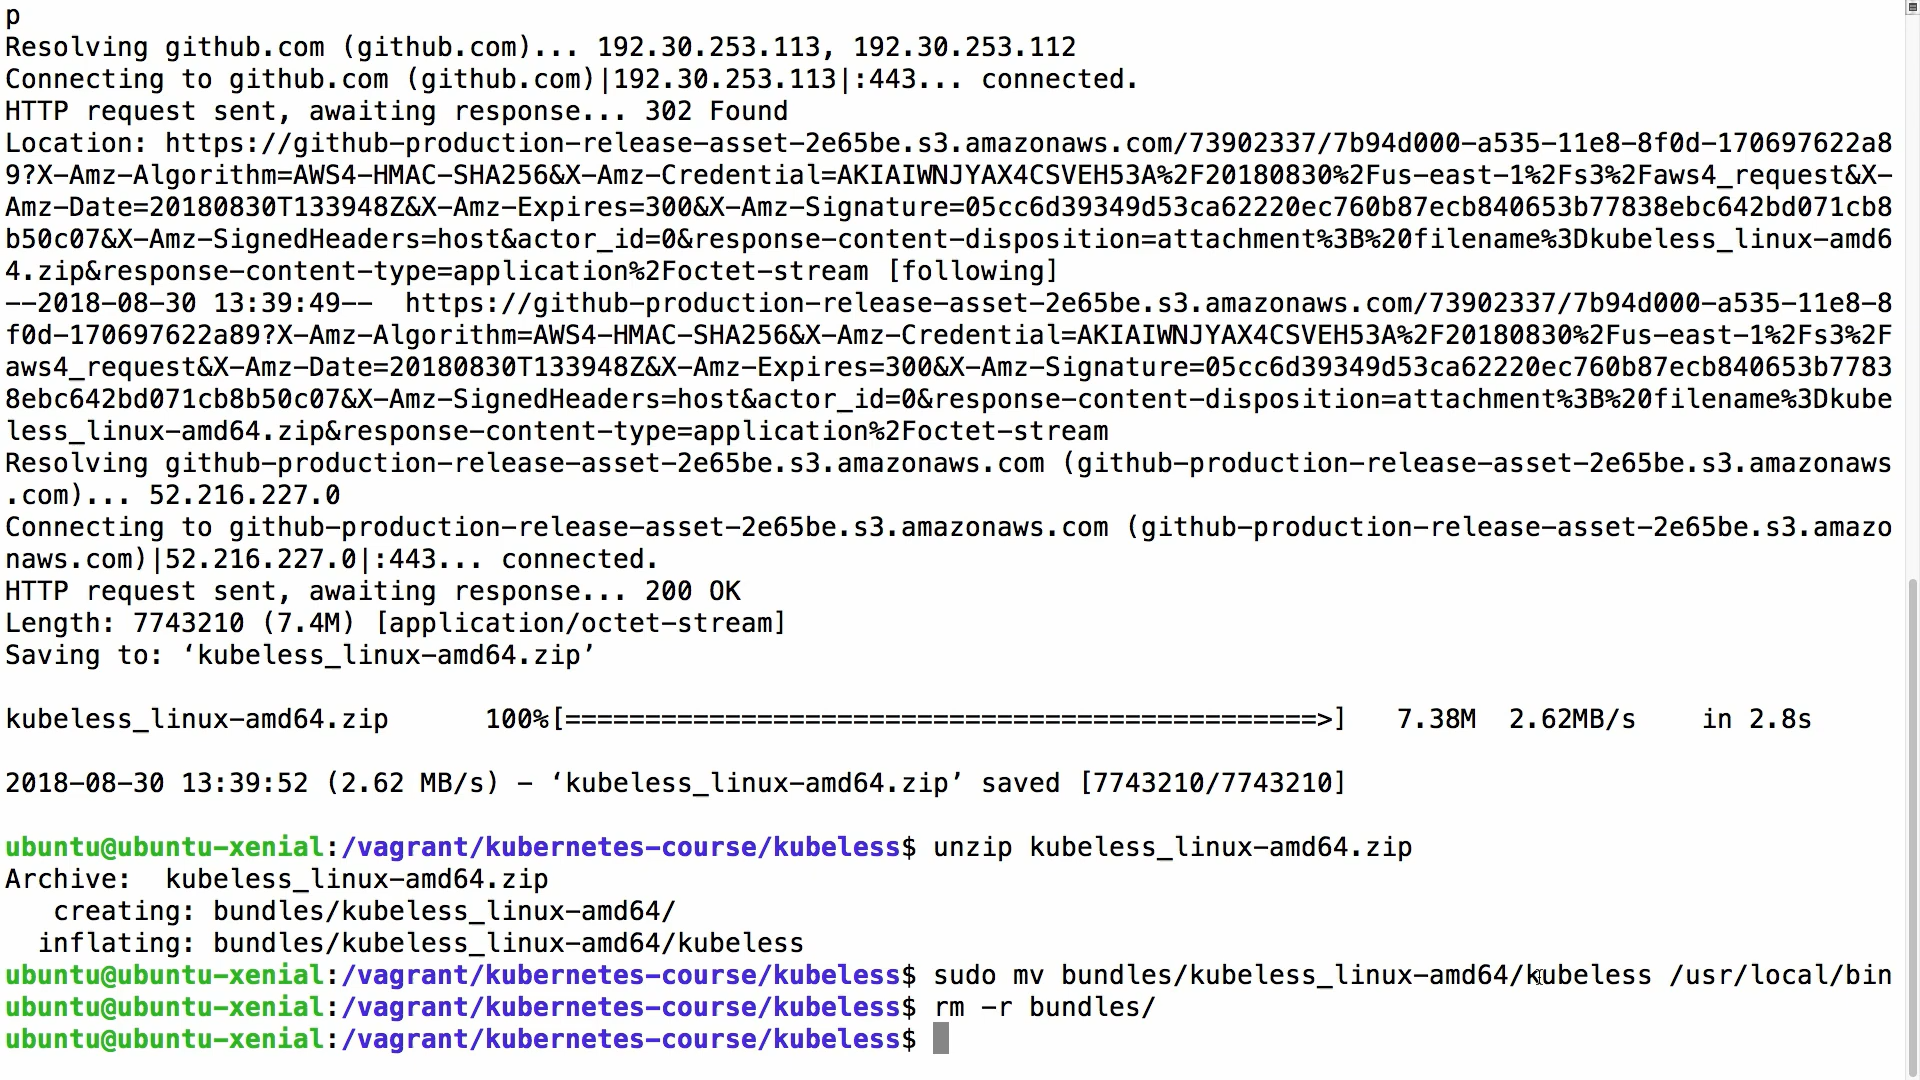 p
Resolving github.com (github.com)... 192.30.253.113, 192.30.253.112
Connecting to github.com (github.com)|192.30.253.113|:443... connected.
HTTP request sent, awaiting response... 302 Found
Location: https://github-production-release-asset-2e65be.s3.amazonaws.com/73902337/7b94d000-a535-11e8-8f0d-170697622a8
9?X-Amz-Algorithm=AWS4-HMAC-SHA256&X-Amz-Credential=AKIAIWNJYAX4CSVEH53A%2F20180830%2Fus-east-1%2Fs3%2Faws4_request&X-
Amz-Date=20180830T133948Z&X-Amz-Expires=300&X-Amz-Signature=05cc6d39349d53ca62220ec760b87ecb840653b77838ebc642bd071cb8
b50c07&X-Amz-SignedHeaders=host&actor_id=0&response-content-disposition=attachment%3B%20filename%3Dkubeless_linux-amd6
4.zip&response-content-type=application%2Foctet-stream [following]
--2018-08-30 13:39:49--  https://github-production-release-asset-2e65be.s3.amazonaws.com/73902337/7b94d000-a535-11e8-8
f0d-170697622a89?X-Amz-Algorithm=AWS4-HMAC-SHA256&X-Amz-Credential=AKIAIWNJYAX4CSVEH53A%2F20180830%2Fus-east-1%2Fs3%2F
aws4_request&X-Amz-Date=20180830T133948Z&X-Amz-Expires=300&X-Amz-Signature=05cc6d39349d53ca62220ec760b87ecb840653b7783
8ebc642bd071cb8b50c07&X-Amz-SignedHeaders=host&actor_id=0&response-content-disposition=attachment%3B%20filename%3Dkube
less_linux-amd64.zip&response-content-type=application%2Foctet-stream
Resolving github-production-release-asset-2e65be.s3.amazonaws.com (github-production-release-asset-2e65be.s3.amazonaws
.com)... 52.216.227.0
Connecting to github-production-release-asset-2e65be.s3.amazonaws.com (github-production-release-asset-2e65be.s3.amazo
naws.com)|52.216.227.0|:443... connected.
HTTP request sent, awaiting response... 200 OK
Length: 7743210 (7.4M) [application/octet-stream]
Saving to: ‘kubeless_linux-amd64.zip’
kubeless_linux-amd64.zip      100%[===============================================>]   7.38M  2.62MB/s    in 2.8s
2018-08-30 13:39:52 (2.62 MB/s) - ‘kubeless_linux-amd64.zip’ saved [7743210/7743210]
ubuntu@ubuntu-xenial:/vagrant/kubernetes-course/kubeless$ unzip kubeless_linux-amd64.zip
Archive:  kubeless_linux-amd64.zip
   creating: bundles/kubeless_linux-amd64/
  inflating: bundles/kubeless_linux-amd64/kubeless
ubuntu@ubuntu-xenial:/vagrant/kubernetes-course/kubeless$ sudo mv bundles/kubeless_linux-amd64/kubeless /usr/local/bin
ubuntu@ubuntu-xenial:/vagrant/kubernetes-course/kubeless$ rm -r bundles/
ubuntu@ubuntu-xenial:/vagrant/kubernetes-course/kubeless$